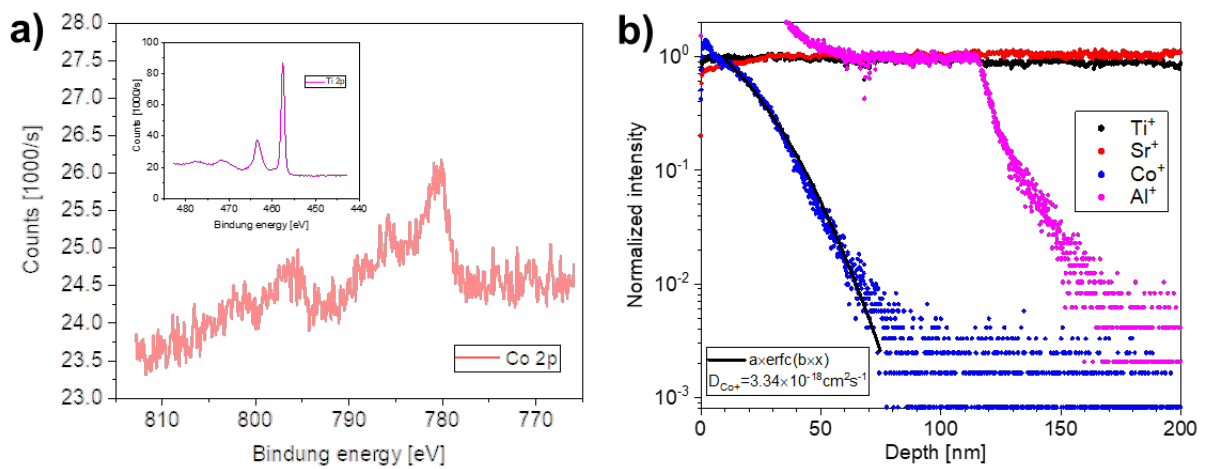 a)
28.0
27.5
27.0
26.5
26.0
25.5
25.0
24.5
24.0
23.5
23.0
Counts [1000/s]
810 800 790 780 770
Bindung energy [eV]
Co 2p
100
80
60
40
20
0
Counts [1000/s]
480 470 460 450 440
Bindung energy [eV]
Ti 2p
b)
10⁰
10⁻¹
10⁻²
10⁻³
Normalized intensity
0 50 100 150 200
Depth [nm]
Ti⁺
Sr⁺
Co⁺
Al⁺
a×erfc(b×x)
D_Co+=3.34×10⁻¹⁸cm²s⁻¹